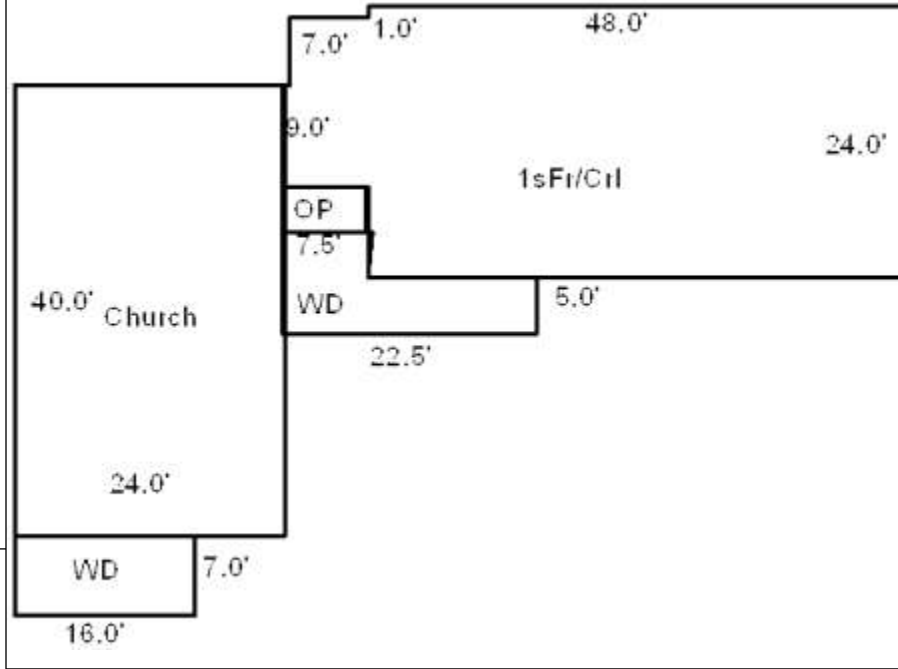 7.0' 1.0' 48.0'
9.0'
24.0'
1sFr/Crl
OP
7.5'
40.0' Church
WD 5.0'
22.5'
24.0'
WD 7.0'
16.0'